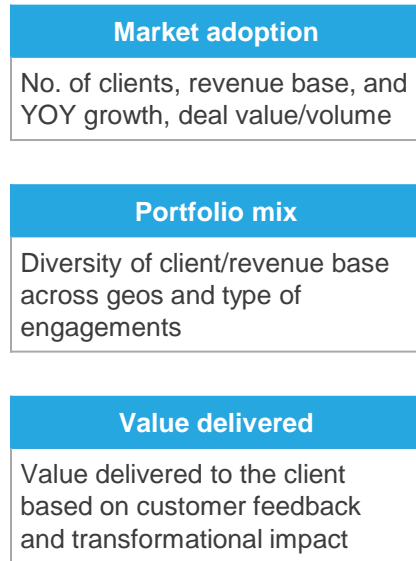 Market adoption
No. of clients, revenue base, and
YOY growth, deal value/volume
Portfolio mix
Diversity of client/revenue base
across geos and type of
engagements
Value delivered
Value delivered to the client
based on customer feedback
and transformational impact